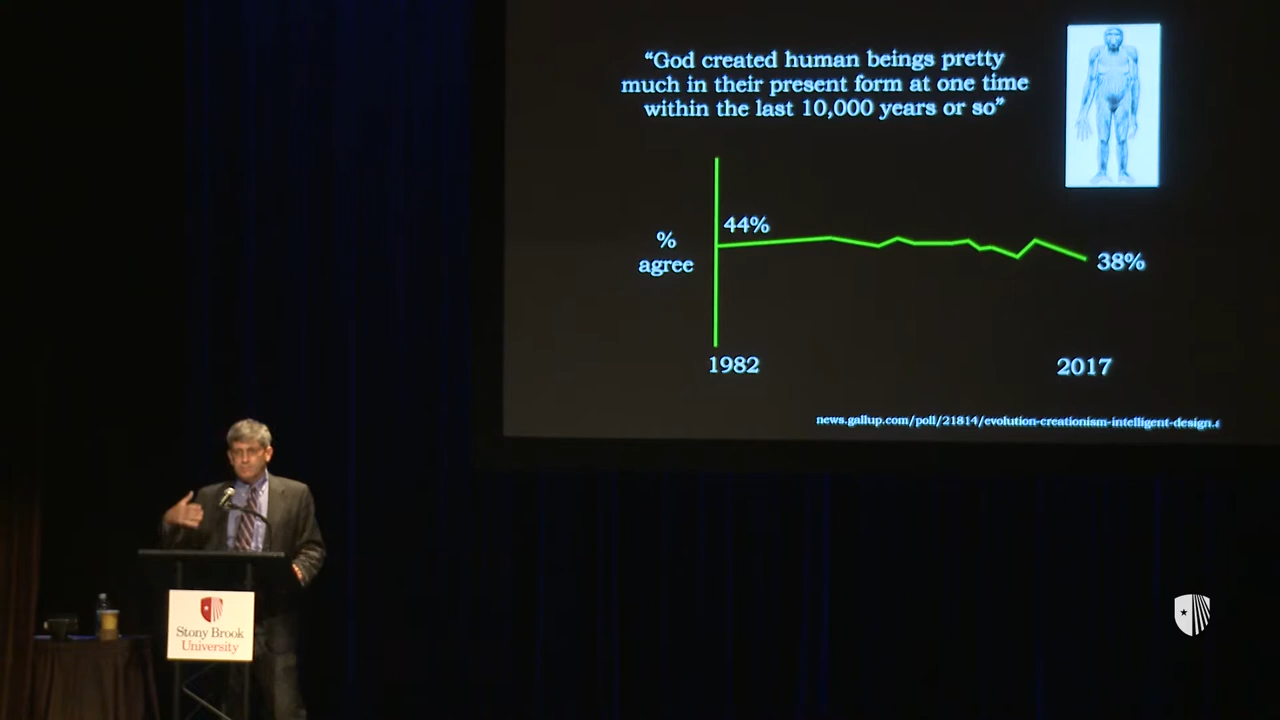 “God created human beings pretty
much in their present form at one time
within the last 10,000 years or so”
44%
%
agree
38%
1982
2017
news.gallup.com/poll/21814/evolution-creationism-intelligent-design.
Stony Brook
University